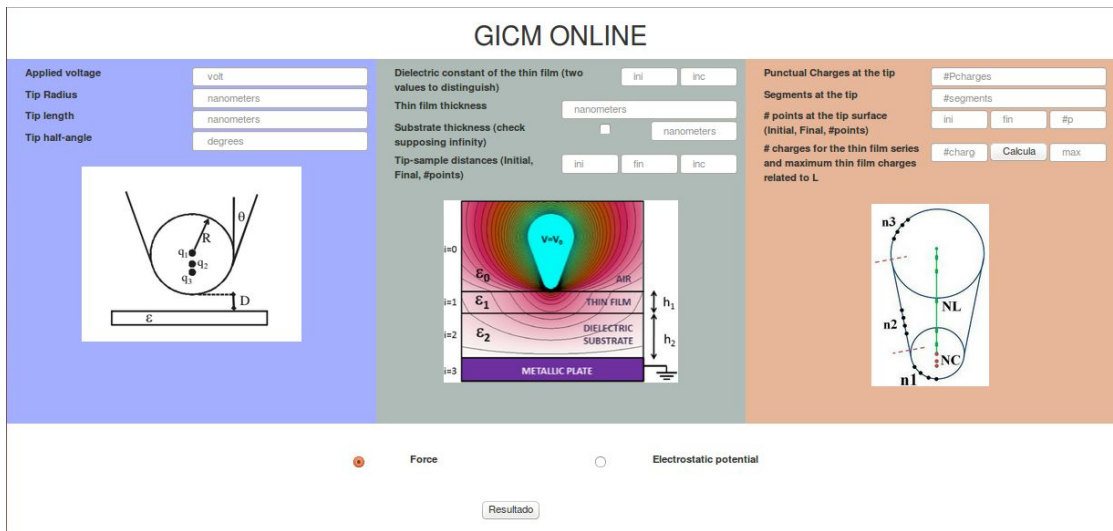 GICM ONLINE
Applied voltage
volt
Tip Radius
nanometers
Tip length
nanometers
Tip half-angle
degrees
θ
R
q1
q2
q3
D
ε
Dielectric constant of the thin film (two
values to distinguish)
ini
inc
Thin film thickness
nanometers
Substrate thickness (check
supposing infinity)
nanometers
Tip-sample distances (Initial,
Final, #points)
ini
fin
inc
i=0
V=V0
ε0
AIR
i=1
ε1
THIN FILM
h1
i=2
ε2
DIELECTRIC
SUBSTRATE
h2
i=3
METALLIC PLATE
Punctual Charges at the tip
#Pcharges
Segments at the tip
#segments
# points at the tip surface
(Initial, Final, #points)
ini
fin
#p
# charges for the thin film series
and maximum thin film charges
related to L
#charg
Calcula
max
n3
NL
n2
NC
n1
Force
Electrostatic potential
Resultado